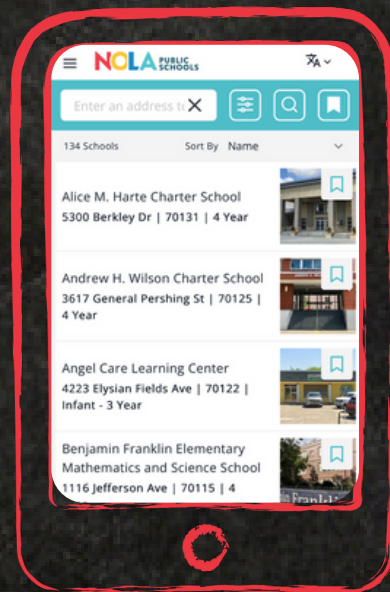 NOLA PUBLIC SCHOOLS
Enter an address to
134 Schools Sort By Name
Alice M. Harte Charter School
5300 Berkley Dr | 70131 | 4 Year
Andrew H. Wilson Charter School
3617 General Pershing St | 70125 |
4 Year
Angel Care Learning Center
4223 Elysian Fields Ave | 70122 |
Infant - 3 Year
Benjamin Franklin Elementary
Mathematics and Science School
1116 Jefferson Ave | 70115 | 4